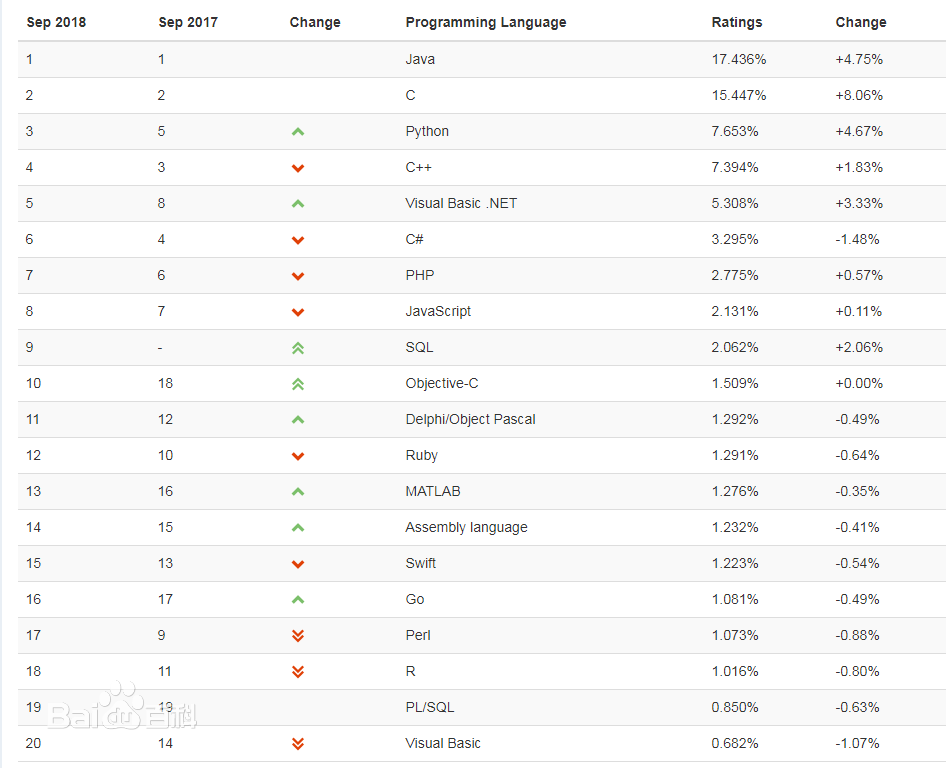 Sep 2018 Sep 2017 Change Programming Language Ratings Change
1 1 Java 17.436% +4.75%
2 2 C 15.447% +8.06%
3 5 Python 7.653% +4.67%
4 3 C++ 7.394% +1.83%
5 8 Visual Basic .NET 5.308% +3.33%
6 4 C# 3.295% -1.48%
7 6 PHP 2.775% +0.57%
8 7 JavaScript 2.131% +0.11%
9 - SQL 2.062% +2.06%
10 18 Objective-C 1.509% +0.00%
11 12 Delphi/Object Pascal 1.292% -0.49%
12 10 Ruby 1.291% -0.64%
13 16 MATLAB 1.276% -0.35%
14 15 Assembly language 1.232% -0.41%
15 13 Swift 1.223% -0.54%
16 17 Go 1.081% -0.49%
17 9 Perl 1.073% -0.88%
18 11 R 1.016% -0.80%
19 19 PL/SQL 0.850% -0.63%
Bai du 百科
20 14 Visual Basic 0.682% -1.07%